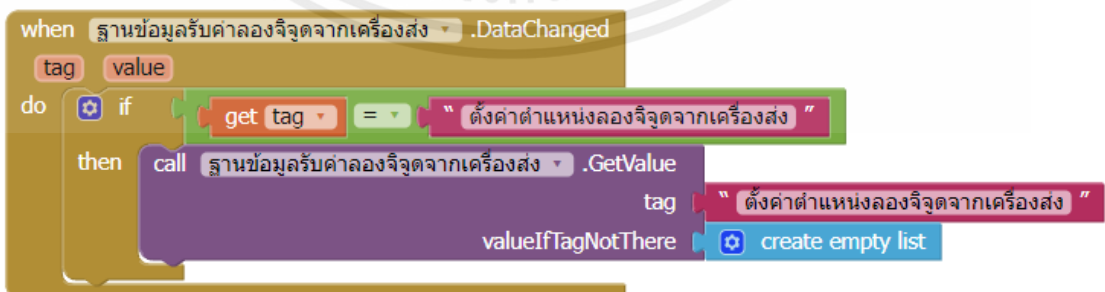 when ฐานข้อมูลรับค่าลองจิจูดจากเครื่องส่ง .DataChanged
tag value
do if get tag = " ตั้งค่าตำแหน่งลองจิจูดจากเครื่องส่ง "
then call ฐานข้อมูลรับค่าลองจิจูดจากเครื่องส่ง .GetValue
tag " ตั้งค่าตำแหน่งลองจิจูดจากเครื่องส่ง "
valueIfTagNotThere create empty list